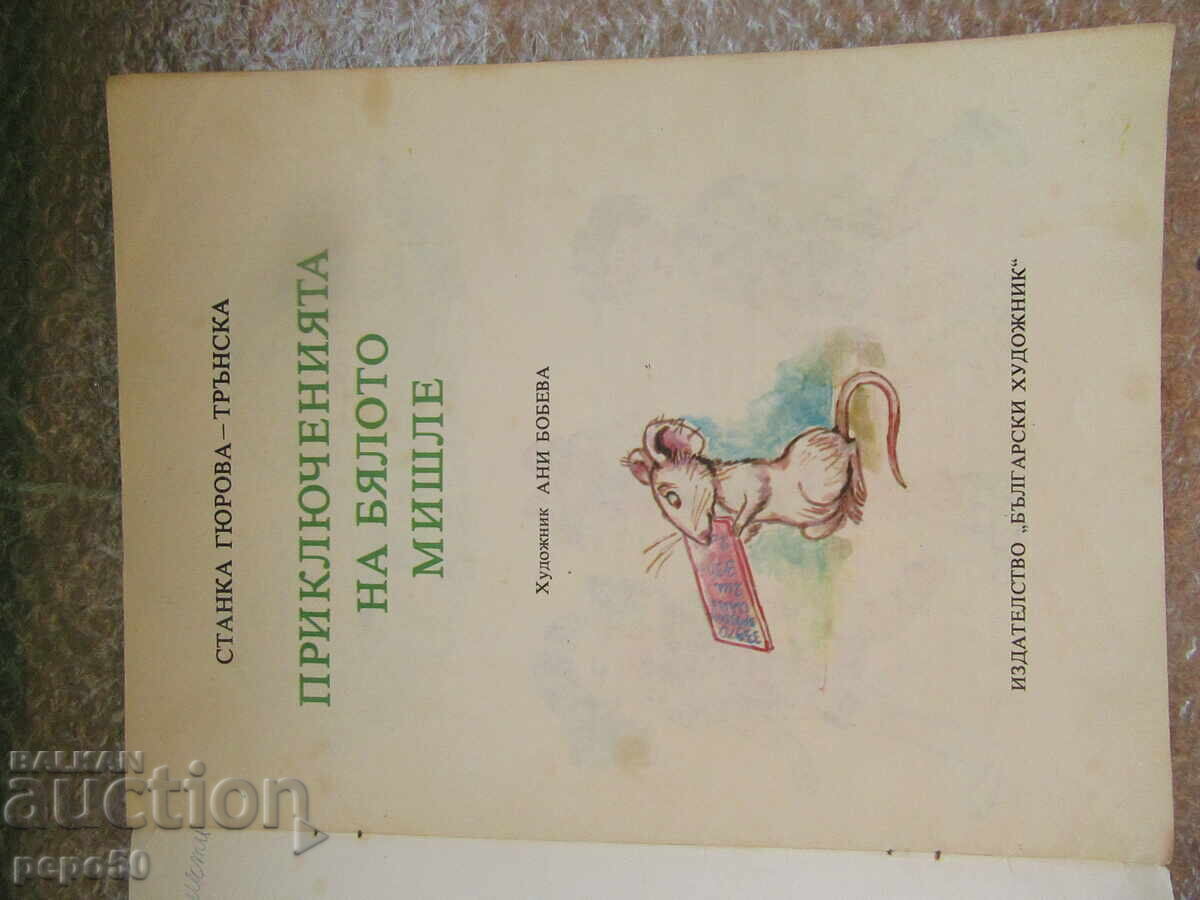 СТАНКА ГЮРОВА – ТРЪНСКА
ПРИКЛЮЧЕНИЯТА
НА БЯЛОТО
МИШЛЕ
Художник АНИ БОБЕВА
ИЗДАТЕЛСТВО „БЪЛГАРСКИ ХУДОЖНИК“
BALKAN
auction
pepo50